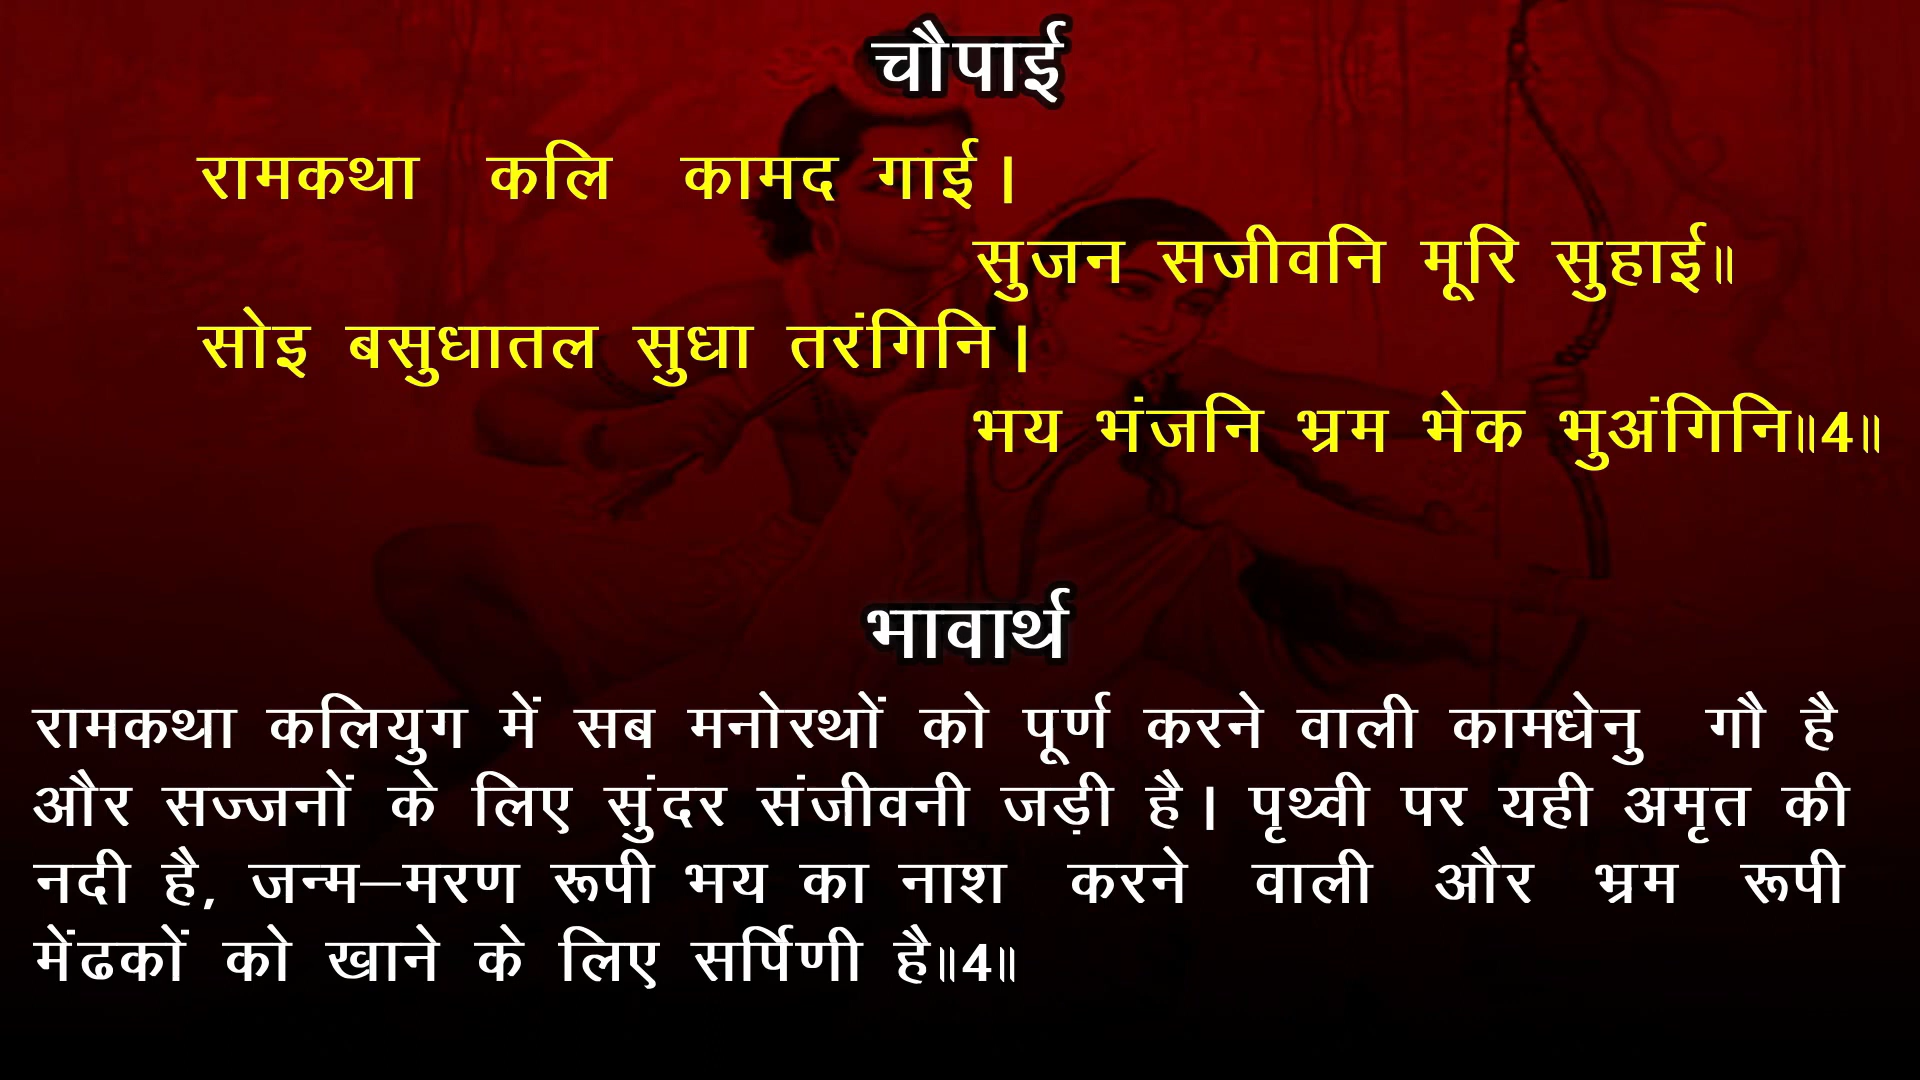 चौपाई
रामकथा कलि कामद गाई।
सुजन सजीवनि मूरि सुहाई॥
सोइ बसुधातल सुधा तरंगिनि।
भय भंजनि भ्रम भेक भुअंगिनि॥4॥
भावार्थ
रामकथा कलियुग में सब मनोरथों को पूर्ण करने वाली कामधेनु गौ है
और सज्जनों के लिए सुंदर संजीवनी जड़ी है। पृथ्वी पर यही अमृत की
नदी है, जन्म–मरण रूपी भय का नाश करने वाली और भ्रम रूपी
मेंढकों को खाने के लिए सर्पिणी है॥4॥